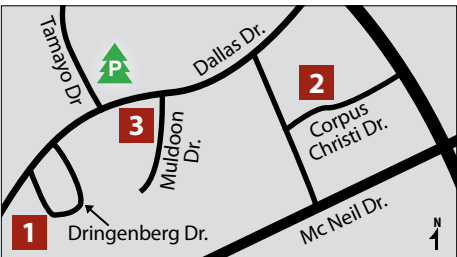 Tamayo Dr
P
Dallas Dr.
2
3
Corpus
Christi Dr.
Muldoon
Dr.
1
Dringenberg Dr.
Mc Neil Dr.
N